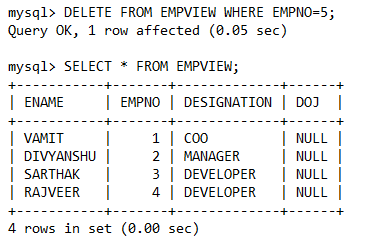 mysql> DELETE FROM EMPVIEW WHERE EMPNO=5;
Query OK, 1 row affected (0.05 sec)

mysql> SELECT * FROM EMPVIEW;
+-----------+-------+-------------+------+
| ENAME     | EMPNO | DESIGNATION | DOJ  |
+-----------+-------+-------------+------+
| VAMIT     |     1 | COO         | NULL |
| DIVYANSHU |     2 | MANAGER     | NULL |
| SARTHAK   |     3 | DEVELOPER   | NULL |
| RAJVEER   |     4 | DEVELOPER   | NULL |
+-----------+-------+-------------+------+
4 rows in set (0.00 sec)